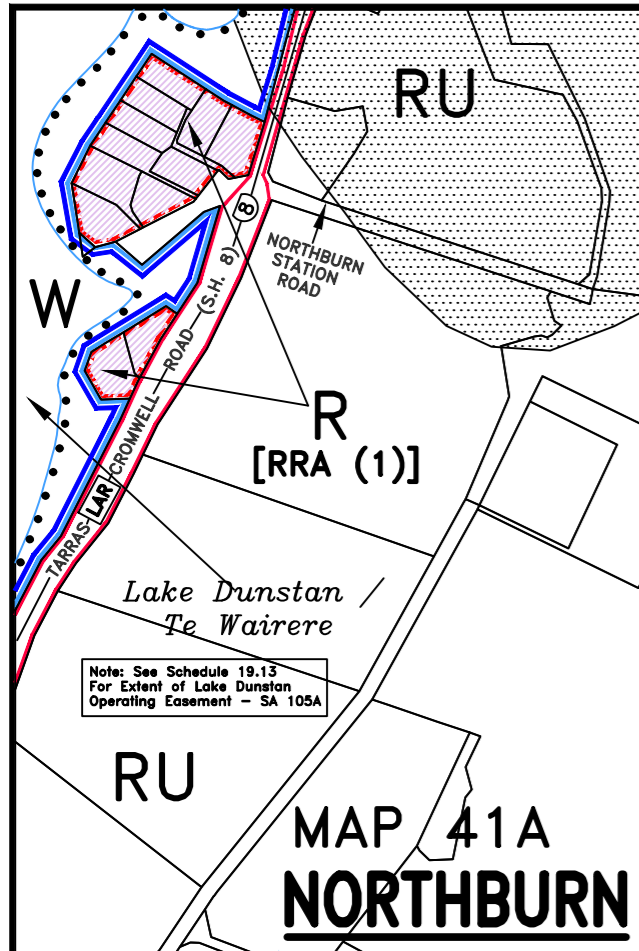 RU
8
NORTHBURN
STATION
ROAD
W
TARRAS-CROMWELL ROAD (S.H. 8)
LAR
R
[RRA (1)]
Lake Dunstan /
Te Wairere
Note: See Schedule 19.13
For Extent of Lake Dunstan
Operating Easement – SA 105A
RU
MAP 41A
NORTHBURN